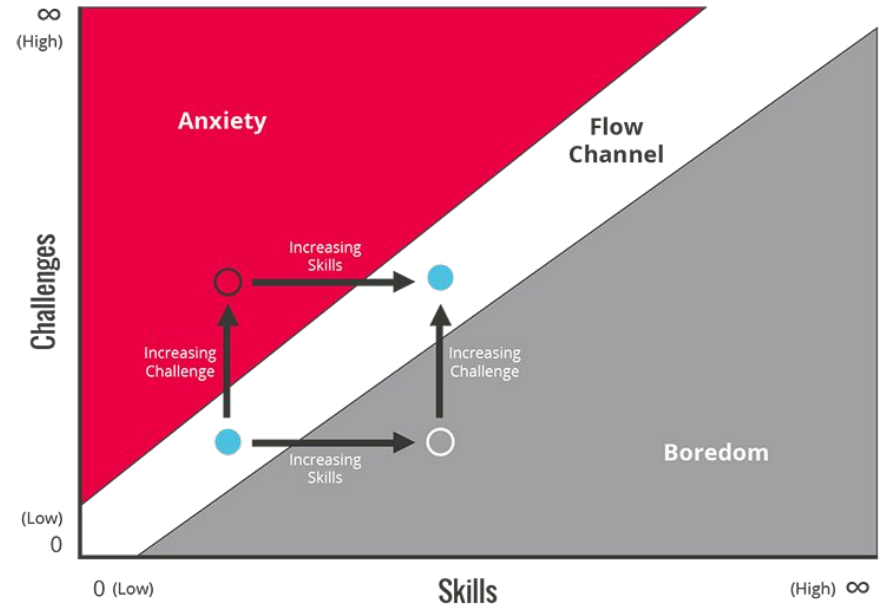 ∞
(High)
Anxiety
Flow
Channel
Challenges
Increasing
Skills
Increasing
Challenge
Increasing
Challenge
Increasing
Skills
Boredom
(Low)
0
0 (Low)
Skills
(High) ∞